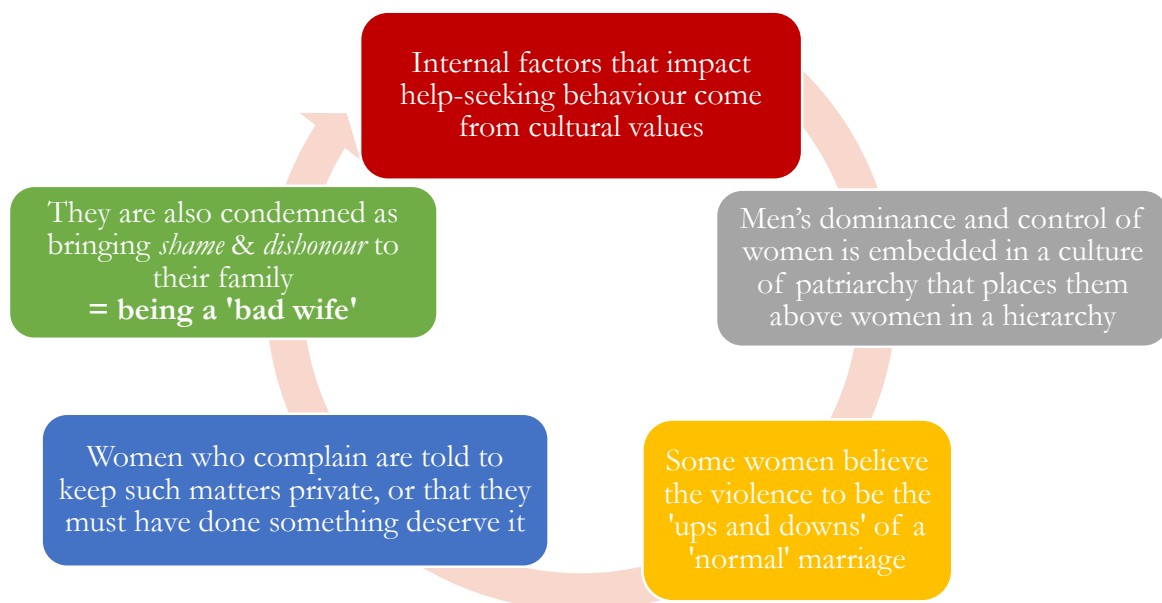 Internal factors that impact
help-seeking behaviour come
from cultural values
Men’s dominance and control of
women is embedded in a culture
of patriarchy that places them
above women in a hierarchy
Some women believe
the violence to be the
'ups and downs' of a
'normal' marriage
Women who complain are told to
keep such matters private, or that they
must have done something deserve it
They are also condemned as
bringing shame & dishonour to
their family
= being a 'bad wife'